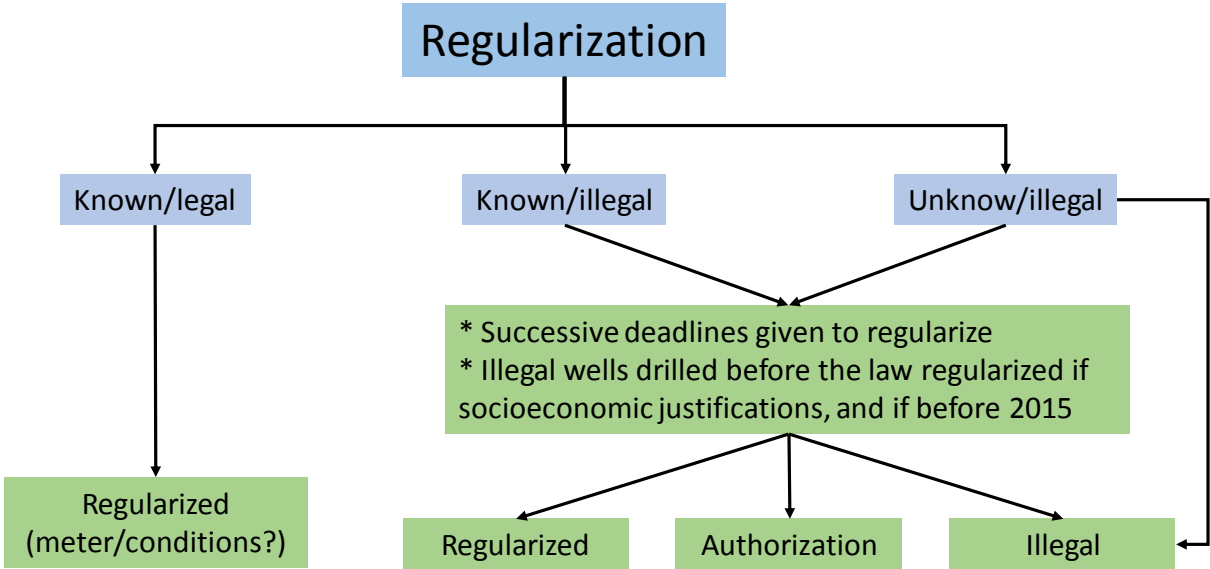 Regularization
Known/legal
Known/illegal
Unknow/illegal
* Successive deadlines given to regularize
* Illegal wells drilled before the law regularized if
socioeconomic justifications, and if before 2015
Regularized
(meter/conditions?)
Regularized
Authorization
Illegal